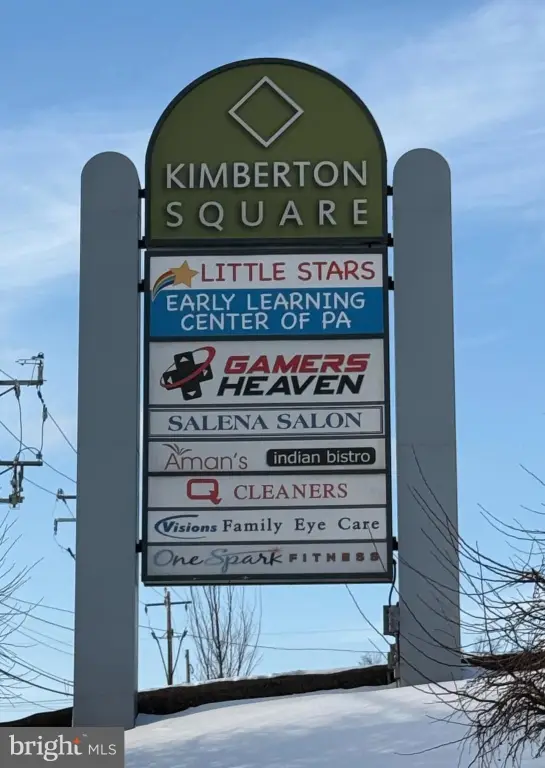 KIMBERTON
SQUARE
LITTLE STARS
EARLY LEARNING
CENTER OF PA
GAMERS
HEAVEN
SALENA SALON
Aman's indian bistro
Q CLEANERS
Visions Family Eye Care
One Spark FITNESS
bright MLS